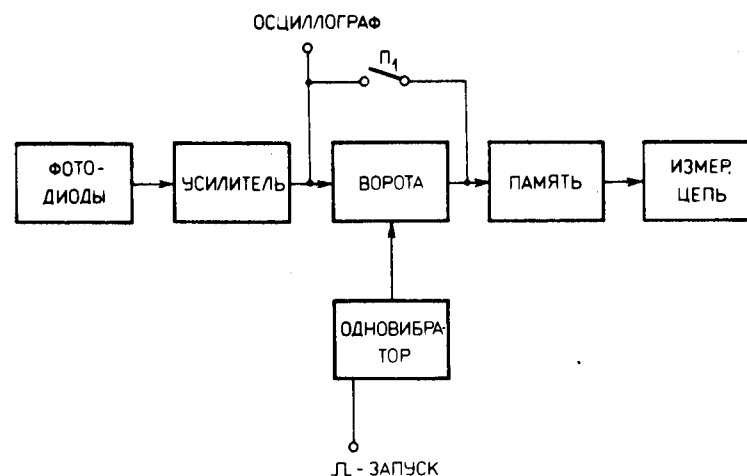 ОСЦИЛЛОГРАФ
П1
ФОТО-
ДИОДЫ
УСИЛИТЕЛЬ
ВОРОТА
ПАМЯТЬ
ИЗМЕР,
ЦЕПЬ
ОДНОВИБРА-
ТОР
- ЗАПУСК